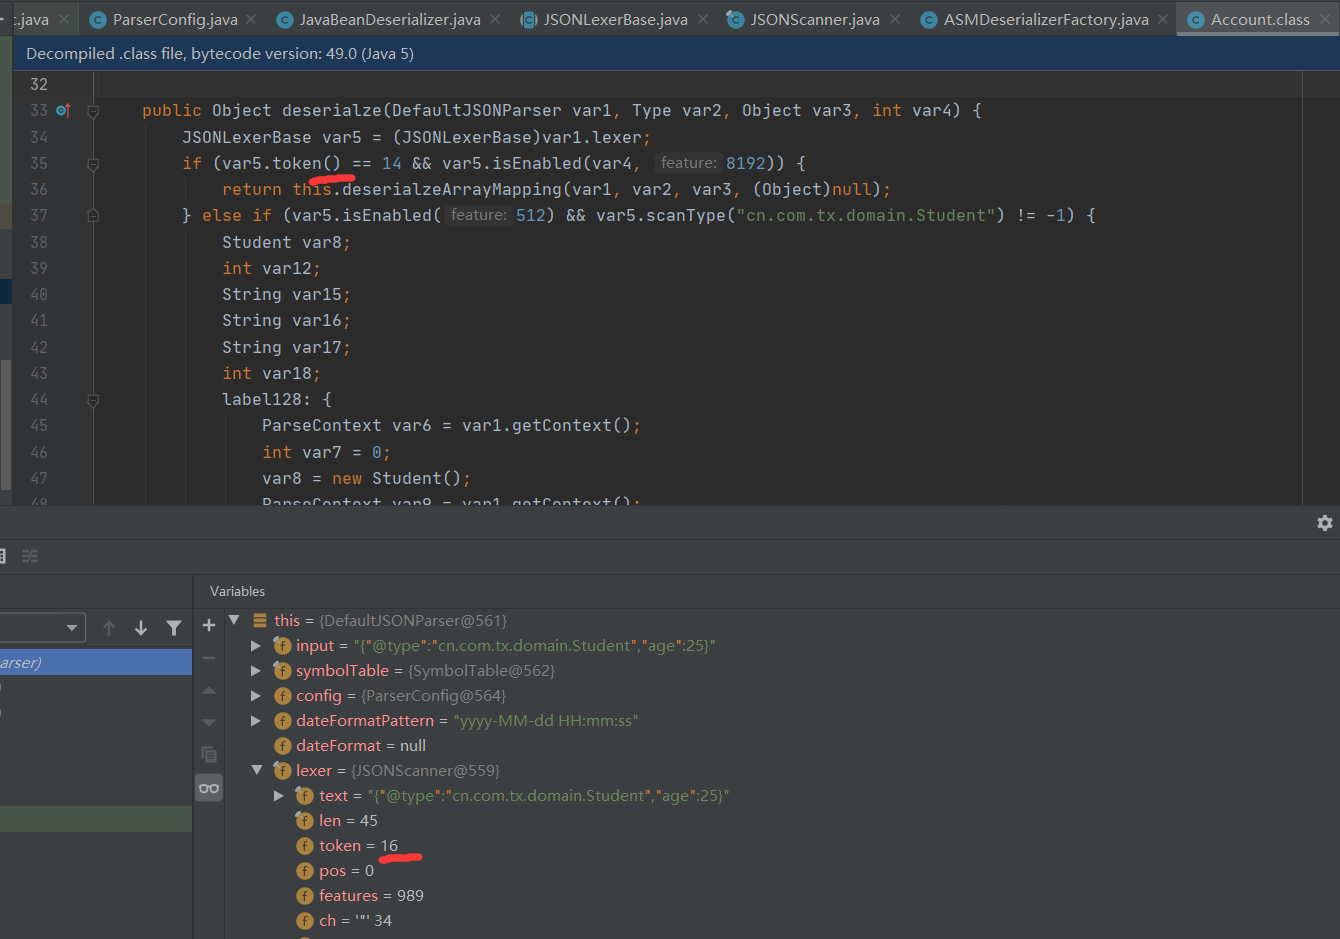 c.java ParserConfig.java JavaBeanDeserializer.java JSONLexerBase.java JSONScanner.java ASMDeserializerFactory.java Account.class
Decompiled .class file, bytecode version: 49.0 (Java 5)
32
33 public Object deserialze(DefaultJSONParser var1, Type var2, Object var3, int var4) {
34 JSONLexerBase var5 = (JSONLexerBase)var1.lexer;
35 if (var5.token() == 14 && var5.isEnabled(var4, feature: 8192)) {
36 return this.deserialzeArrayMapping(var1, var2, var3, (Object)null);
37 } else if (var5.isEnabled( feature: 512) && var5.scanType("cn.com.tx.domain.Student") != -1) {
38 Student var8;
39 int var12;
40 String var15;
41 String var16;
42 String var17;
43 int var18;
44 label128: {
45 ParseContext var6 = var1.getContext();
46 int var7 = 0;
47 var8 = new Student();
48 ParseContext var9 = var1.getContext();
Variables
this = {DefaultJSONParser@561}
input = "{"@type":"cn.com.tx.domain.Student","age":25}"
arser)
symbolTable = {SymbolTable@562}
config = {ParserConfig@564}
dateFormatPattern = "yyyy-MM-dd HH:mm:ss"
dateFormat = null
lexer = {JSONScanner@559}
text = "{"@type":"cn.com.tx.domain.Student","age":25}"
len = 45
token = 16
pos = 0
features = 989
ch = '"' 34